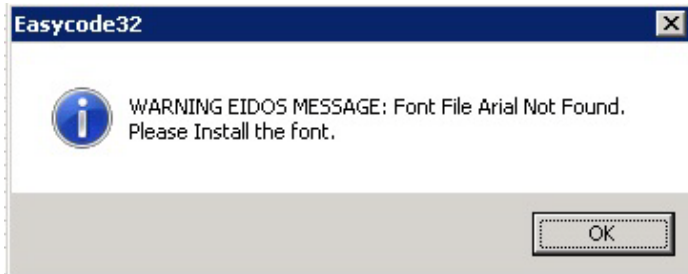 Easycode32
WARNING EIDOS MESSAGE: Font File Arial Not Found.
Please Install the font.
OK